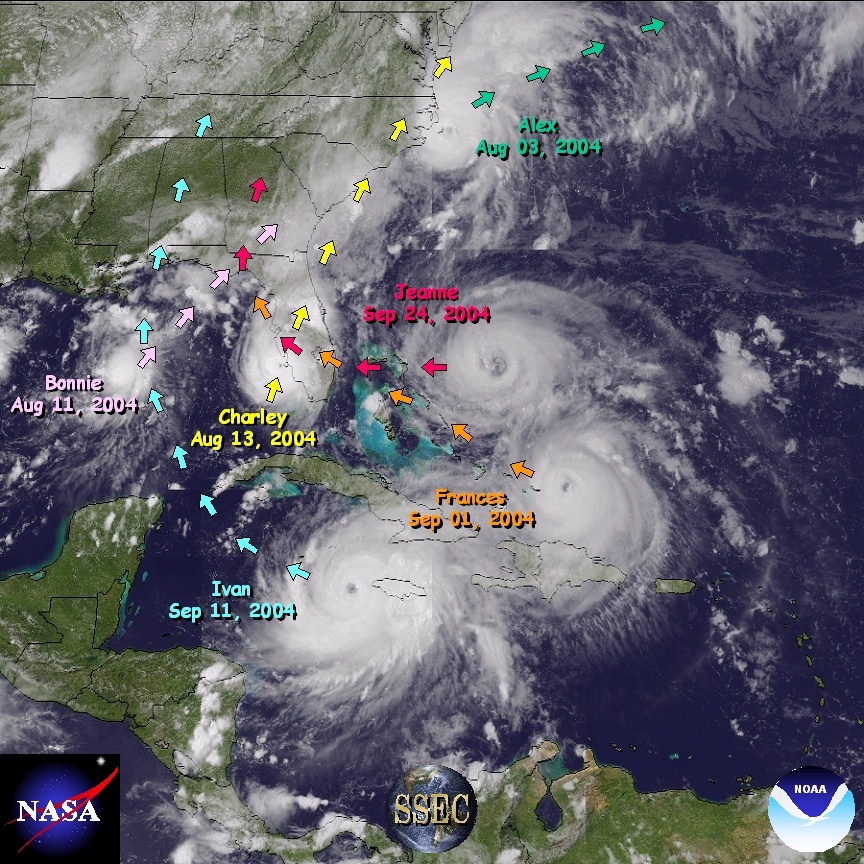 Alex
Aug 03, 2004
Jeanne
Sep 24, 2004
Bonnie
Aug 11, 2004
Charley
Aug 13, 2004
Frances
Sep 01, 2004
Ivan
Sep 11, 2004
NASA
SSEC
NOAA